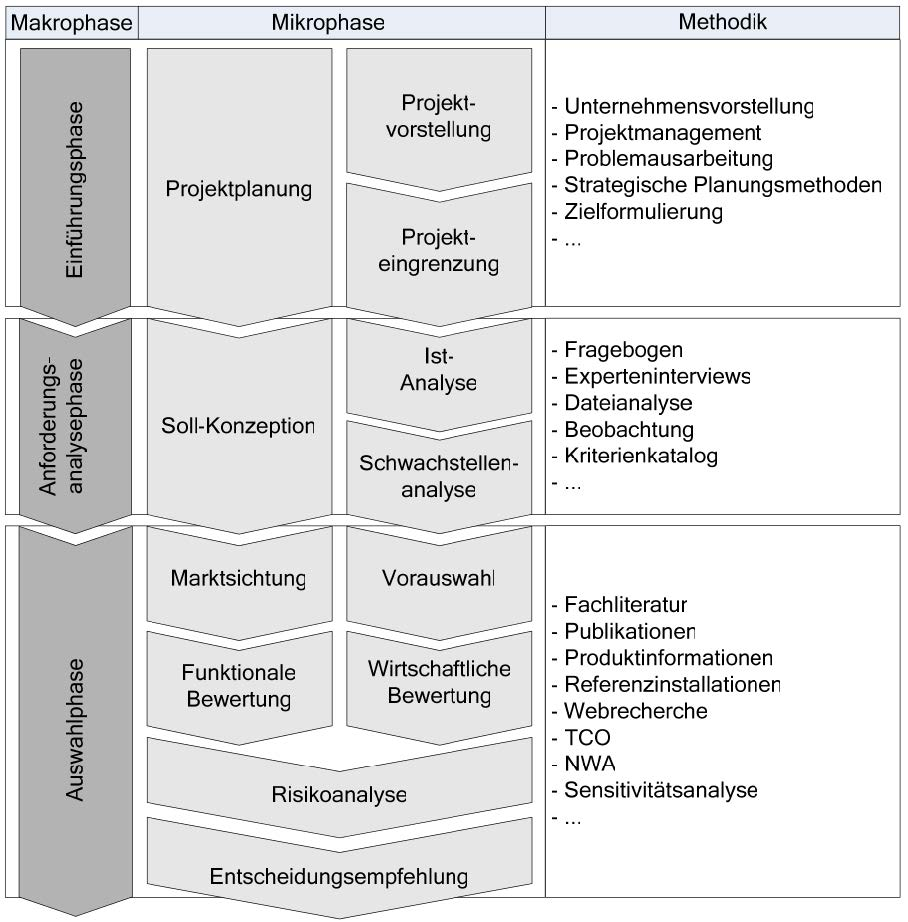 Makrophase
Mikrophase
Methodik
Einführungsphase
Projektplanung
Projekt-
vorstellung
Projekt-
eingrenzung
- Unternehmensvorstellung
- Projektmanagement
- Problemausarbeitung
- Strategische Planungsmethoden
- Zielformulierung
- ...
Anforderungs-
analysephase
Soll-Konzeption
Ist-
Analyse
Schwachstellen-
analyse
- Fragebogen
- Experteninterviews
- Dateianalyse
- Beobachtung
- Kriterienkatalog
- ...
Auswahlphase
Marktsichtung
Vorauswahl
Funktionale
Bewertung
Wirtschaftliche
Bewertung
Risikoanalyse
Entscheidungsempfehlung
- Fachliteratur
- Publikationen
- Produktinformationen
- Referenzinstallationen
- Webrecherche
- TCO
- NWA
- Sensitivitätsanalyse
- ...